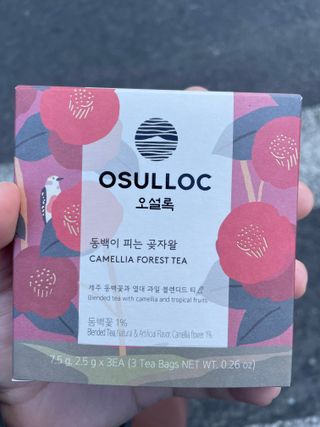 OSULLOC
오설록
동백이 피는 곶자왈
CAMELLIA FOREST TEA
제주 동백꽃과 열대 과일 블렌디드 티
Blended tea with camellia and tropical fruits
동백꽃 1%
Blended Tea, Natural & Artificial Flavor, Camellia flower 1%
7.5 g, 2.5 g x 3EA (3 Tea Bags NET WT. 0.26 oz)